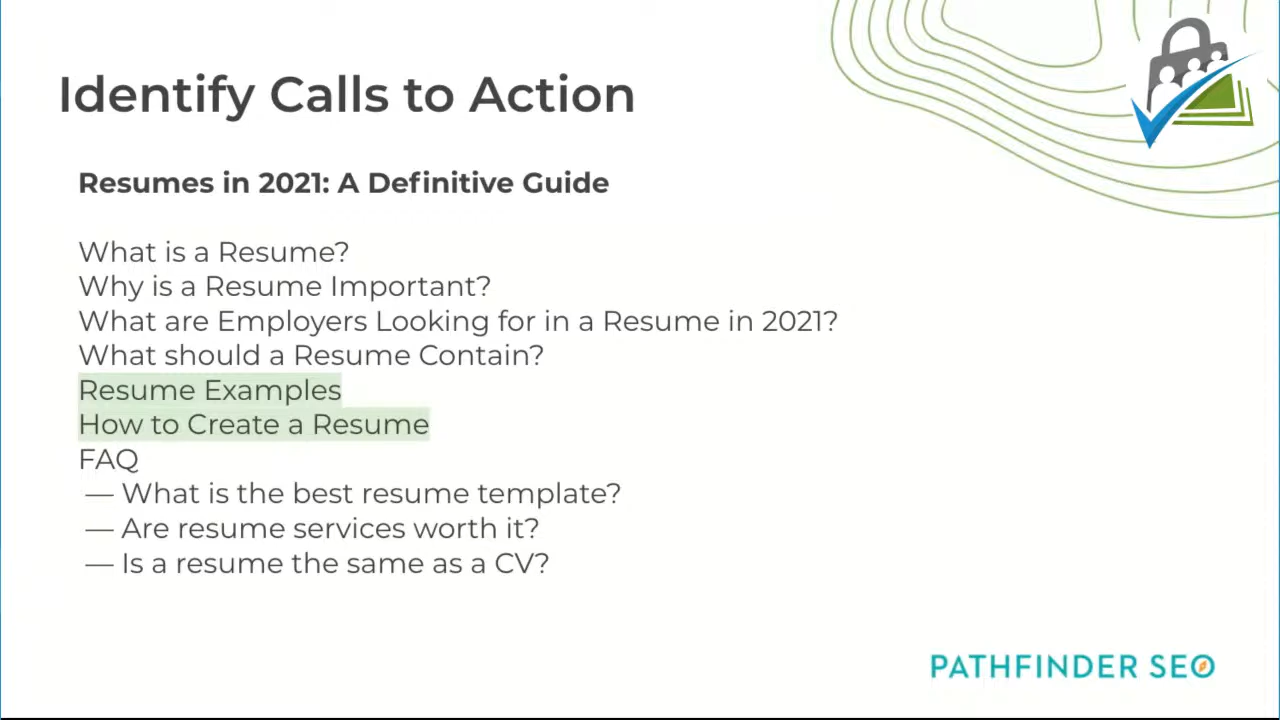 Identify Calls to Action
Resumes in 2021: A Definitive Guide
What is a Resume?
Why is a Resume Important?
What are Employers Looking for in a Resume in 2021?
What should a Resume Contain?
Resume Examples
How to Create a Resume
FAQ
— What is the best resume template?
— Are resume services worth it?
— Is a resume the same as a CV?
PATHFINDER SEO